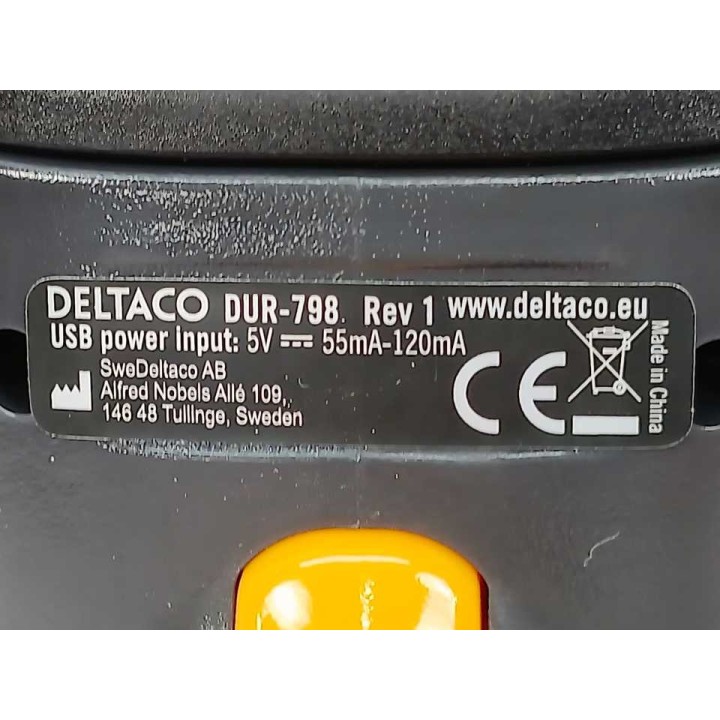 DELTACO DUR-798. Rev 1 www.deltaco.eu
USB power input: 5V ⎓ 55mA-120mA
SweDeltaco AB
Alfred Nobels Allé 109,
146 48 Tullinge, Sweden
CE
Made in China